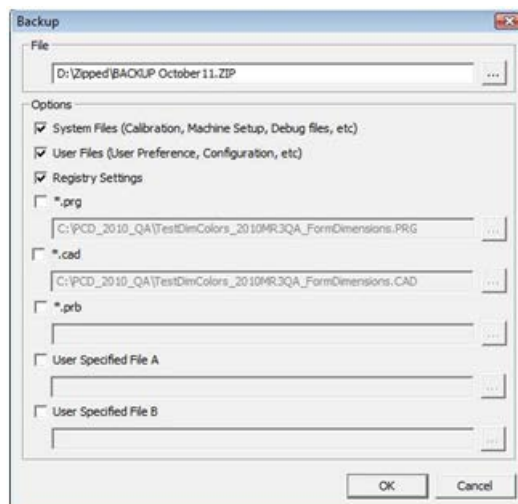 Backup
File
D:\Zipped\BACKUP October 11.ZIP
...
Options
System Files (Calibration, Machine Setup, Debug files, etc)
User Files (User Preference, Configuration, etc)
Registry Settings
*.prg
C:\PCD_2010_QA\TestDimColors_2010MR3QA_FormDimensions.PRG
...
*.cad
C:\PCD_2010_QA\TestDimColors_2010MR3QA_FormDimensions.CAD
...
*.prb
...
User Specified File A
...
User Specified File B
...
OK Cancel